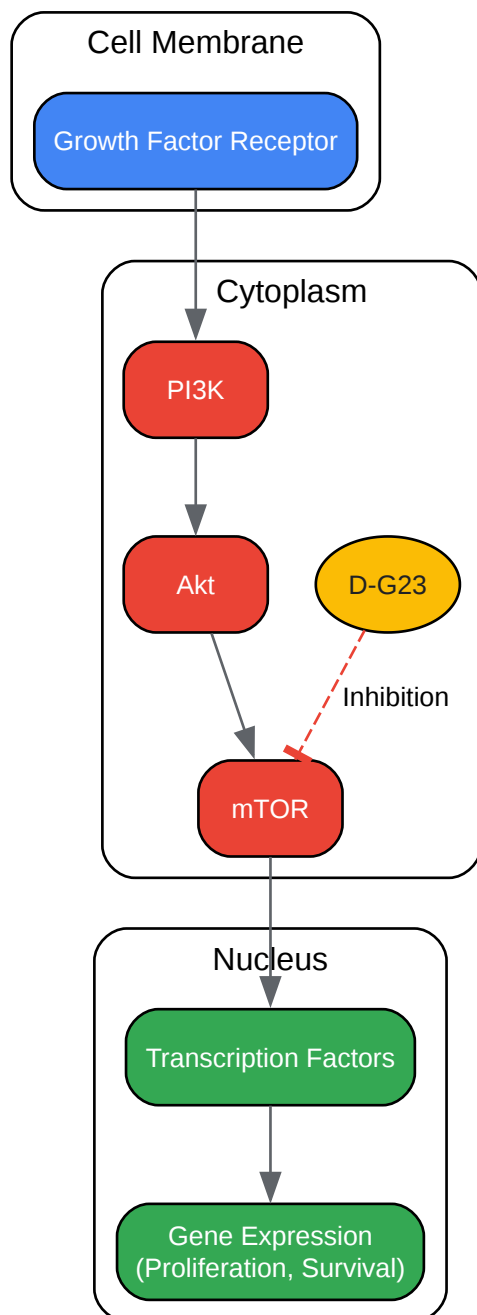 Cell Membrane
Growth Factor Receptor
Cytoplasm
PI3K
Akt
D-G23
Inhibition
mTOR
Nucleus
Transcription Factors
Gene Expression
(Proliferation, Survival)